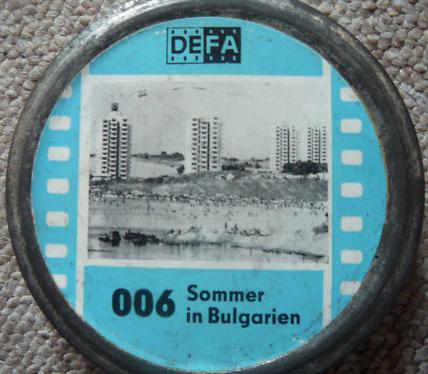 DEFA
006 Sommer
in Bulgarien